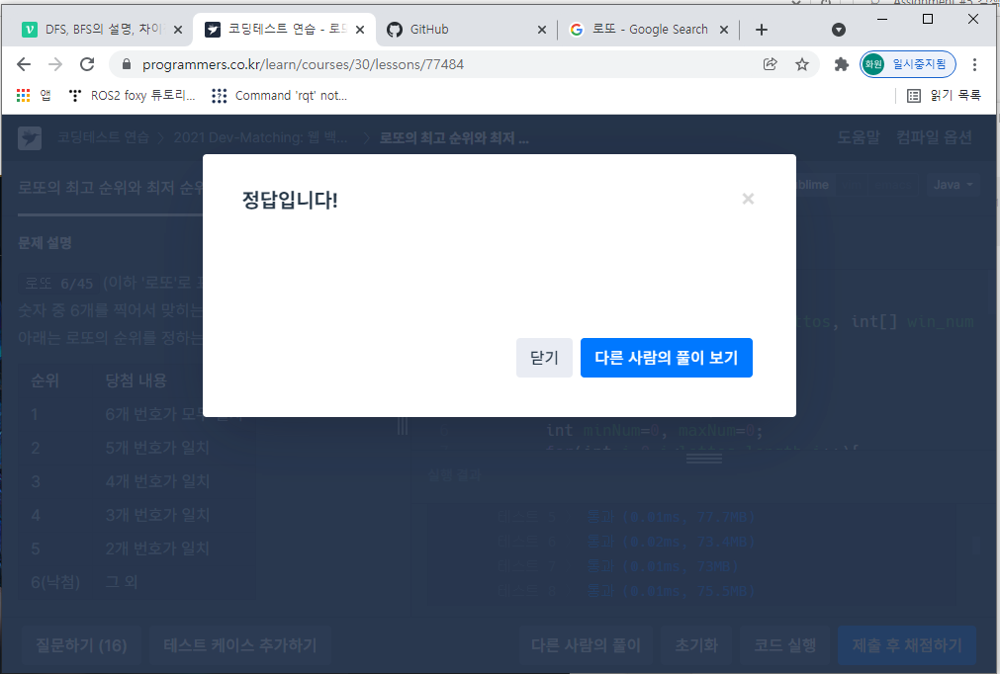 Assignment #5 검색
DFS, BFS의 설명, 차이
코딩테스트 연습 - 로또
GitHub
로또 - Google Search
programmers.co.kr/learn/courses/30/lessons/77484
화원
일시중지됨
앱
ROS2 foxy 튜토리...
Command 'rqt' not...
읽기 목록
코딩테스트 연습 > 2021 Dev-Matching: 웹 백... > 로또의 최고 순위와 최저 ...
도움말 컴파일 옵션
로또의 최고 순위와 최저 순위
Java
정답입니다!
문제 설명
로또 6/45 (이하 '로또'로 표
숫자 중 6개를 찍어서 맞히는
ttos, int[] win_num
아래는 로또의 순위를 정하는
닫기
다른 사람의 풀이 보기
순위 당첨 내용
1 6개 번호가 모두
2 5개 번호가 일치
3 4개 번호가 일치
4 3개 번호가 일치
5 2개 번호가 일치
6(낙첨) 그 외
int minNum=0, maxNum=0;
실행 결과
통과 (0.01ms, 77.7MB)
통과 (0.02ms, 73.4MB)
통과 (0.01ms, 73MB)
통과 (0.01ms, 75.5MB)
질문하기 (16)
테스트 케이스 추가하기
다른 사람의 풀이
초기화
코드 실행
제출 후 채점하기